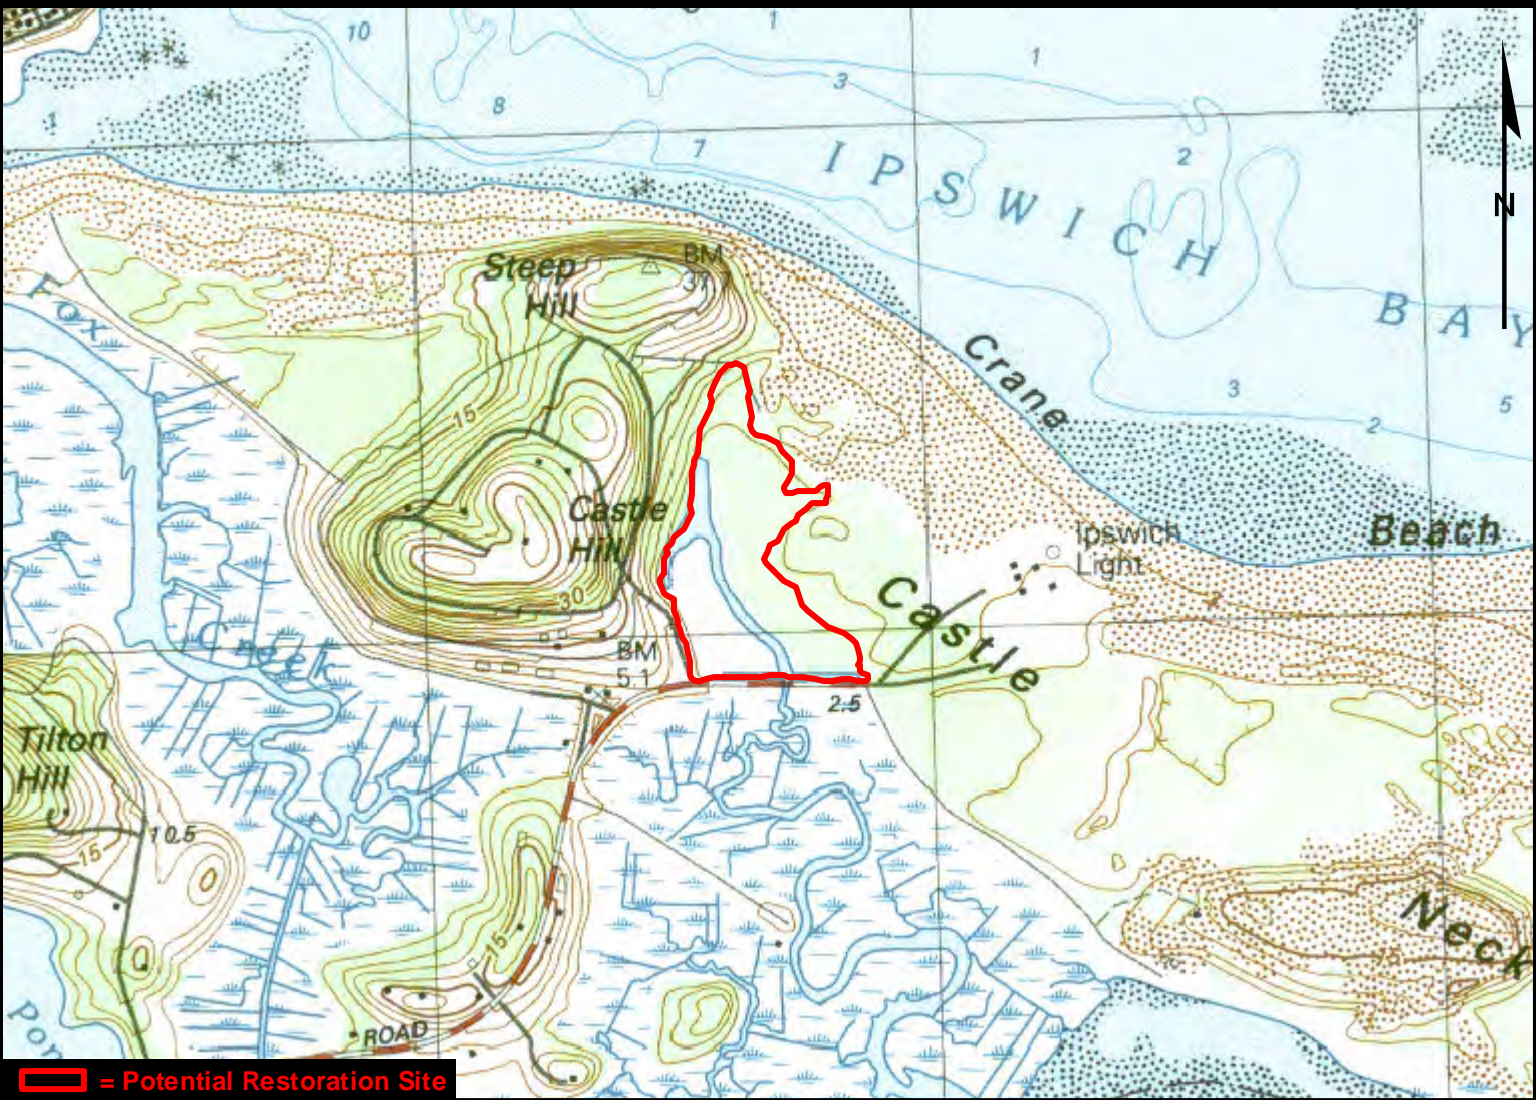 10
1
1
3
8
1
7
2
IPSWICH
BAY
N
BM
37
Steep
Hill
Fox
Crane
3
5
2
15
Castle
Hill
Beach
Ipswich
Light
30
Castle
Creek
BM
5.1
2.5
Tilton
Hill
10.5
15
Neck
15
15
ROAD
Pon
= Potential Restoration Site